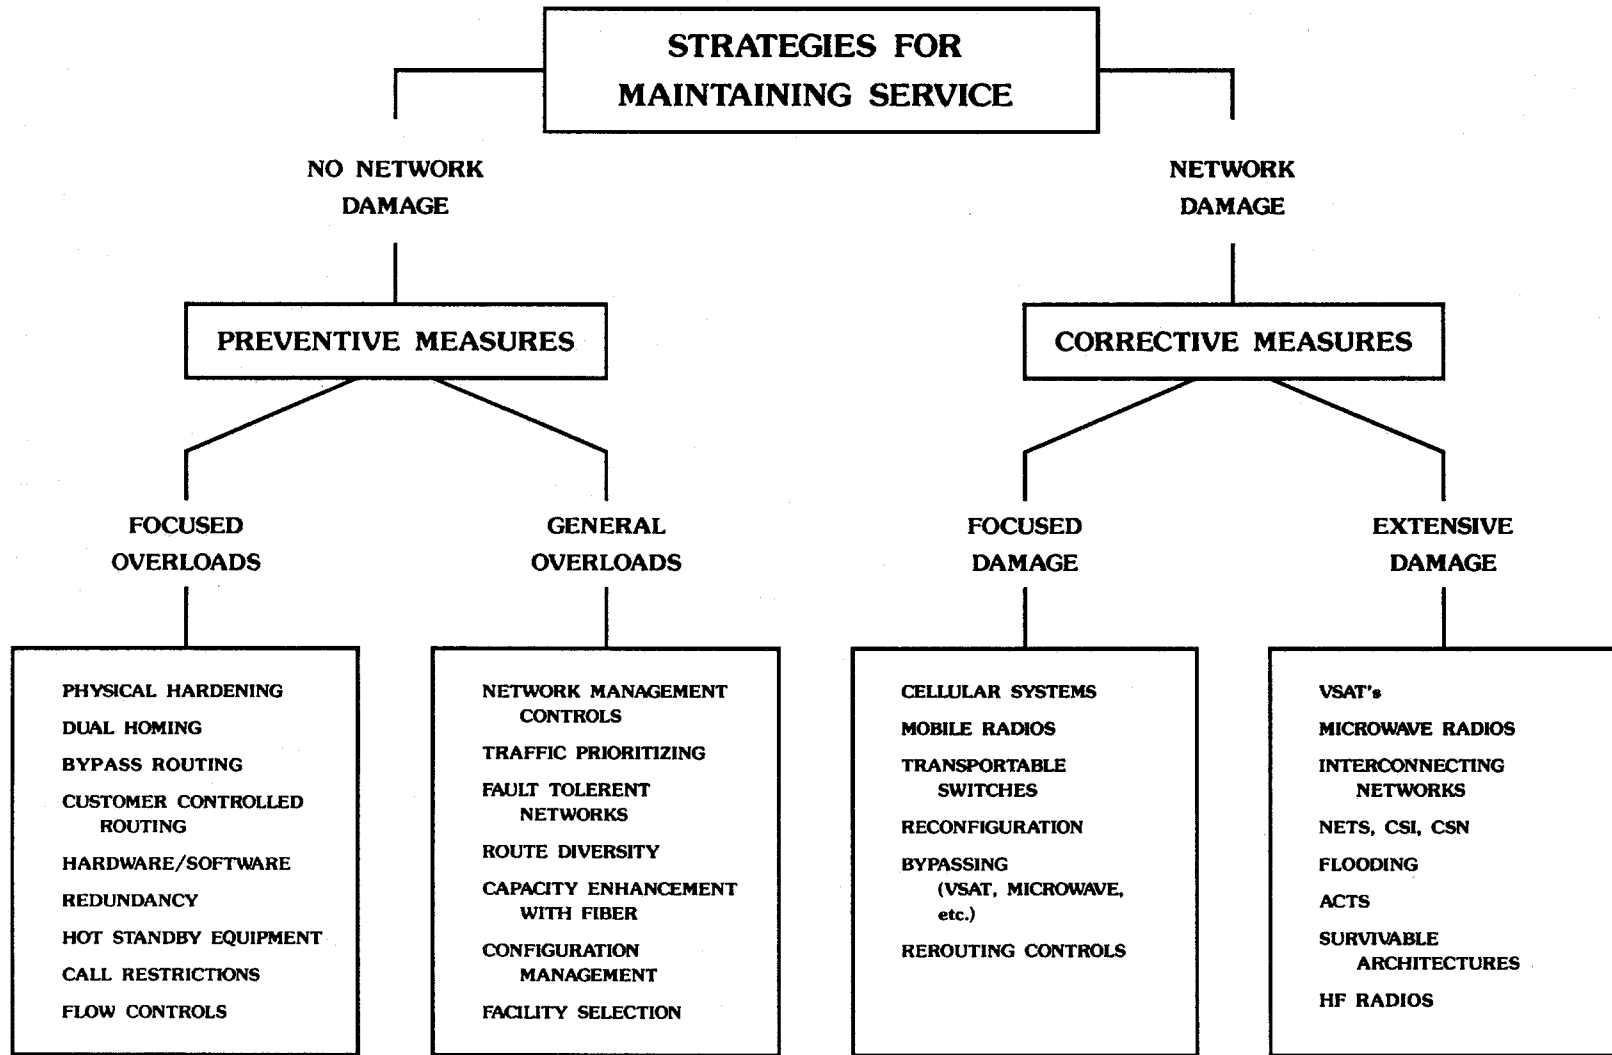 STRATEGIES FOR
MAINTAINING SERVICE
NO NETWORK
DAMAGE
NETWORK
DAMAGE
PREVENTIVE MEASURES
CORRECTIVE MEASURES
FOCUSED
OVERLOADS
GENERAL
OVERLOADS
FOCUSED
DAMAGE
EXTENSIVE
DAMAGE
PHYSICAL HARDENING
DUAL HOMING
BYPASS ROUTING
CUSTOMER CONTROLLED
ROUTING
HARDWARE/SOFTWARE
REDUNDANCY
HOT STANDBY EQUIPMENT
CALL RESTRICTIONS
FLOW CONTROLS
NETWORK MANAGEMENT
CONTROLS
TRAFFIC PRIORITIZING
FAULT TOLERENT
NETWORKS
ROUTE DIVERSITY
CAPACITY ENHANCEMENT
WITH FIBER
CONFIGURATION
MANAGEMENT
FACILITY SELECTION
CELLULAR SYSTEMS
MOBILE RADIOS
TRANSPORTABLE
SWITCHES
RECONFIGURATION
BYPASSING
(VSAT, MICROWAVE,
etc.)
REROUTING CONTROLS
VSAT's
MICROWAVE RADIOS
INTERCONNECTING
NETWORKS
NETS, CSI, CSN
FLOODING
ACTS
SURVIVABLE
ARCHITECTURES
HF RADIOS